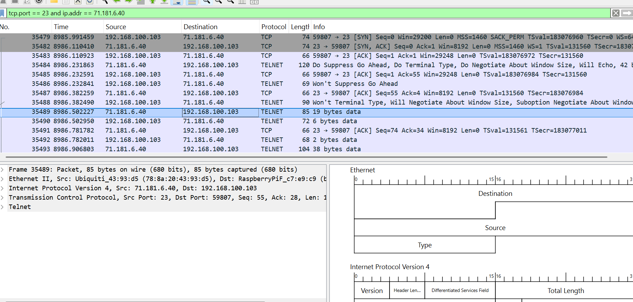 tcp.port == 23 and ip.addr == 71.181.6.40
No. Time Source Destination Protocol Lengtl Info
35479 8985.991459 192.168.100.103 71.181.6.40 TCP 74 59807 → 23 [SYN] Seq=0 Win=29200 Len=0 MSS=1460 SACK_PERM TSval=183076960 TSecr=0 WS=6
35482 8986.110410 71.181.6.40 192.168.100.103 TCP 74 23 → 59807 [SYN, ACK] Seq=0 Ack=1 Win=8192 Len=0 MSS=1460 WS=1 TSval=131560 TSecr=18307
35483 8986.110923 192.168.100.103 71.181.6.40 TCP 66 59807 → 23 [ACK] Seq=1 Ack=1 Win=29248 Len=0 TSval=183076972 TSecr=131560
35484 8986.231863 71.181.6.40 192.168.100.103 TELNET 120 Do Suppress Go Ahead, Do Terminal Type, Do Negotiate About Window Size, Will Echo, 42 b
35485 8986.232591 192.168.100.103 71.181.6.40 TCP 66 59807 → 23 [ACK] Seq=1 Ack=55 Win=29248 Len=0 TSval=183076984 TSecr=131560
35486 8986.232841 192.168.100.103 71.181.6.40 TELNET 69 Won't Suppress Go Ahead
35487 8986.382259 71.181.6.40 192.168.100.103 TCP 66 23 → 59807 [ACK] Seq=55 Ack=4 Win=8192 Len=0 TSval=131560 TSecr=183076984
35488 8986.382490 192.168.100.103 71.181.6.40 TELNET 90 Won't Terminal Type, Will Negotiate About Window Size, Suboption Negotiate About Window
35489 8986.502227 71.181.6.40 192.168.100.103 TELNET 85 19 bytes data
35490 8986.502950 192.168.100.103 71.181.6.40 TELNET 72 6 bytes data
35491 8986.781782 71.181.6.40 192.168.100.103 TCP 66 23 → 59807 [ACK] Seq=74 Ack=34 Win=8192 Len=0 TSval=131561 TSecr=183077011
35492 8986.782021 192.168.100.103 71.181.6.40 TELNET 68 2 bytes data
35493 8986.906803 71.181.6.40 192.168.100.103 TELNET 104 38 bytes data
Frame 35489: Packet, 85 bytes on wire (680 bits), 85 bytes captured (680 bits)
Ethernet II, Src: Ubiquiti_43:93:d5 (78:8a:20:43:93:d5), Dst: RaspberryPiF_c7:e9:c9 (b
Internet Protocol Version 4, Src: 71.181.6.40, Dst: 192.168.100.103
Transmission Control Protocol, Src Port: 23, Dst Port: 59807, Seq: 55, Ack: 28, Len: 1
Telnet
Ethernet
0 15 16
Destination
Source
Type
Internet Protocol Version 4
0 15 16
Version Header Len... Differentiated Services Field Total Length